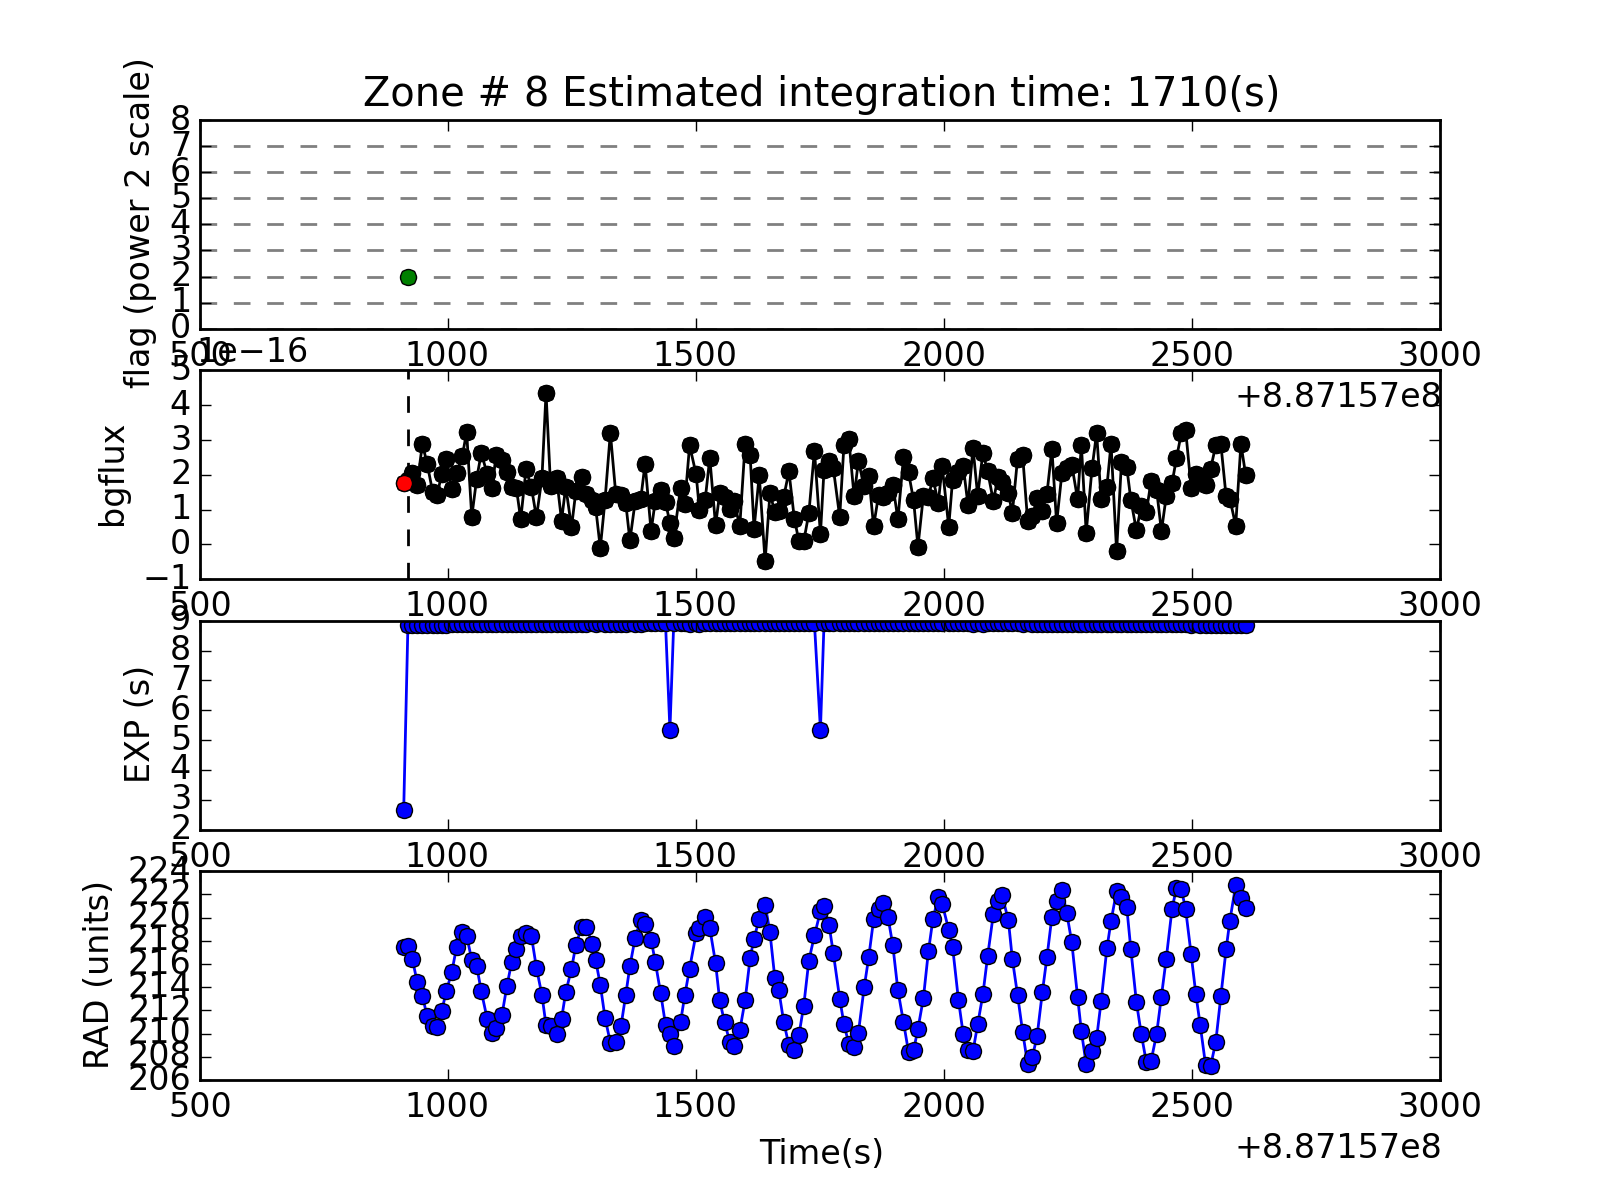 Zone # 8 Estimated integration time: 1710(s)
flag (power 2 scale)
8
7
6
5
4
3
2
1
0
500 1000 1500 2000 2500 3000
1e−16
+8.87157e8
bgflux
5
4
3
2
1
0
−1
500 1000 1500 2000 2500 3000
EXP (s)
9
8
7
6
5
4
3
2
500 1000 1500 2000 2500 3000
RAD (units)
224
222
220
218
216
214
212
210
208
206
500 1000 1500 2000 2500 3000
Time(s)
+8.87157e8